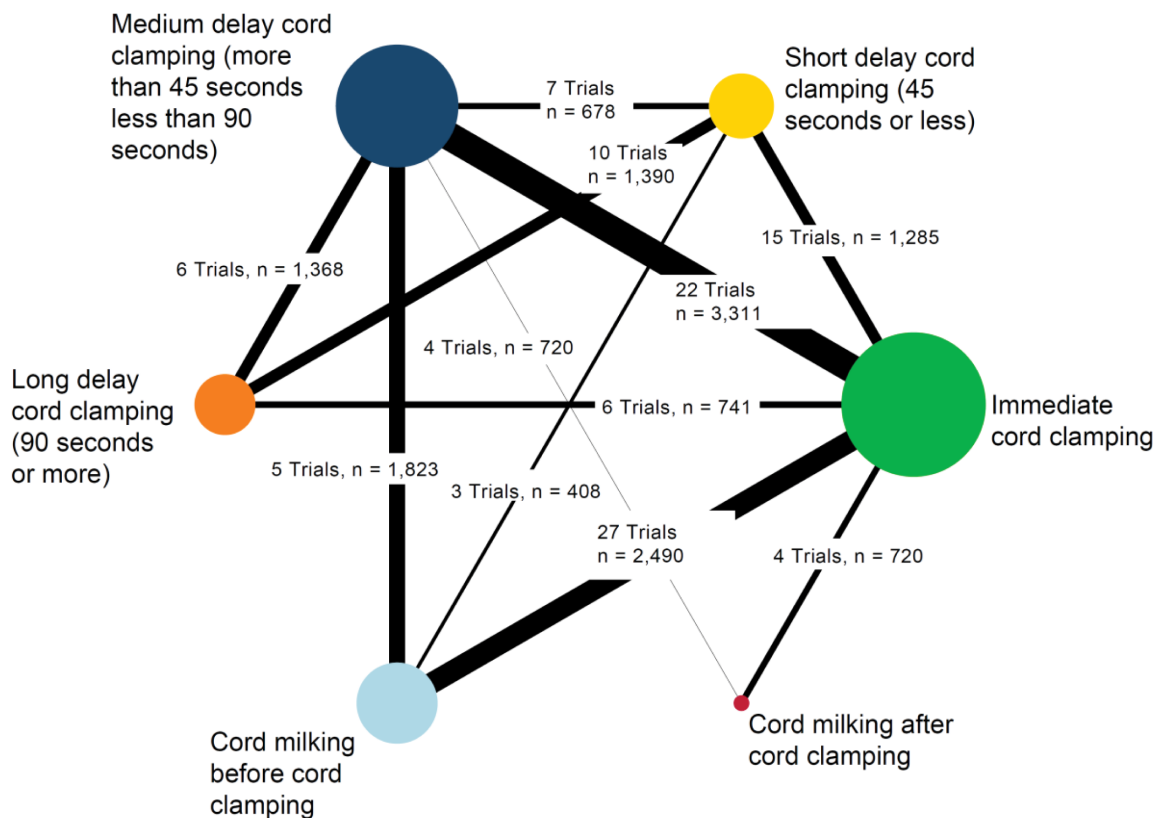 Medium delay cord
clamping (more
than 45 seconds
less than 90
seconds)
7 Trials
n = 678
Short delay cord
clamping (45
seconds or less)
10 Trials
n = 1,390
15 Trials, n = 1,285
6 Trials, n = 1,368
22 Trials
n = 3,311
4 Trials, n = 720
Long delay
cord clamping
(90 seconds
or more)
6 Trials, n = 741
Immediate
cord clamping
5 Trials, n = 1,823
3 Trials, n = 408
27 Trials
n = 2,490
4 Trials, n = 720
Cord milking
before cord
clamping
Cord milking after
cord clamping